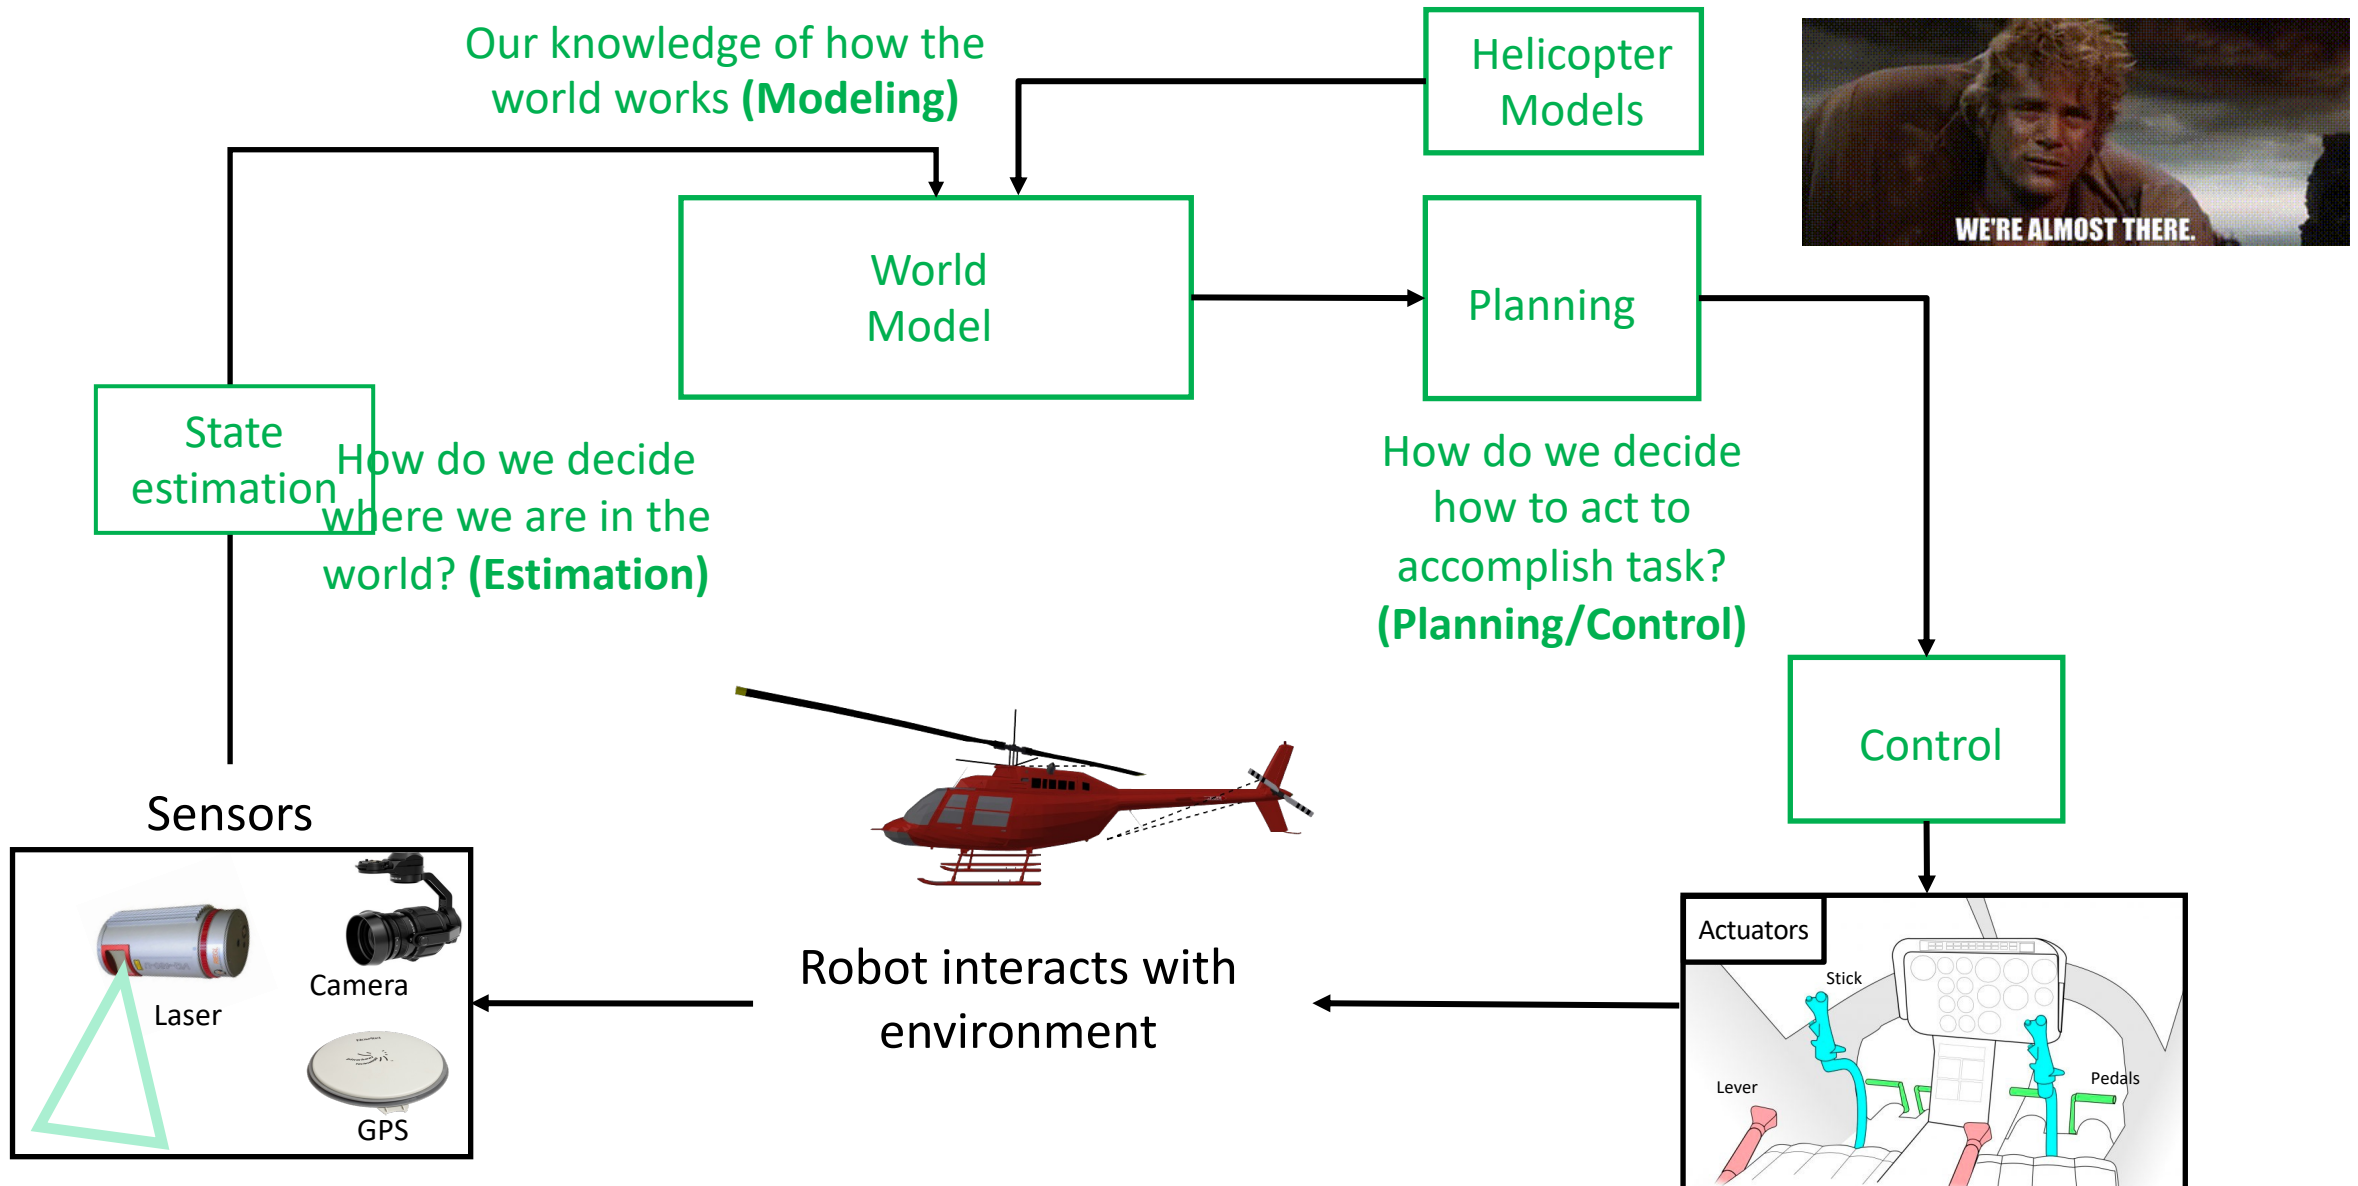 Our knowledge of how the
world works (Modeling)
Helicopter
Models
WE'RE ALMOST THERE.
World
Model
Planning
State
estimation
How do we decide
where we are in the
world? (Estimation)
How do we decide
how to act to
accomplish task?
(Planning/Control)
Control
Sensors
Camera
Laser
GPS
Robot interacts with
environment
Actuators
Stick
Lever
Pedals